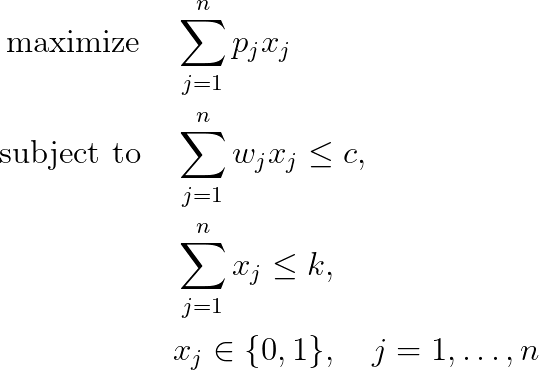 maximize $\sum_{j=1}^{n} p_j x_j$
subject to $\sum_{j=1}^{n} w_j x_j \leq c,$
$\sum_{j=1}^{n} x_j \leq k,$
$x_j \in \{0, 1\}, \quad j = 1, \ldots, n$